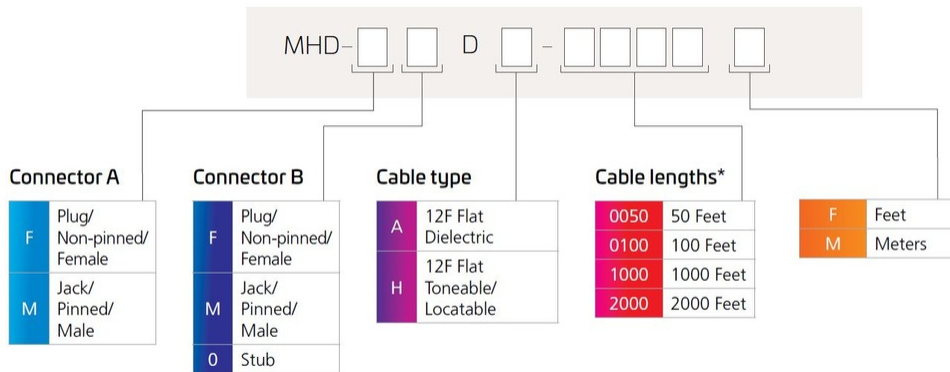 MHD- D -
Connector A
F Plug/
Non-pinned/
Female
M Jack/
Pinned/
Male
Connector B
F Plug/
Non-pinned/
Female
M Jack/
Pinned/
Male
0 Stub
Cable type
A 12F Flat
Dielectric
H 12F Flat
Toneable/
Locatable
Cable lengths*
0050 50 Feet
0100 100 Feet
1000 1000 Feet
2000 2000 Feet
F Feet
M Meters